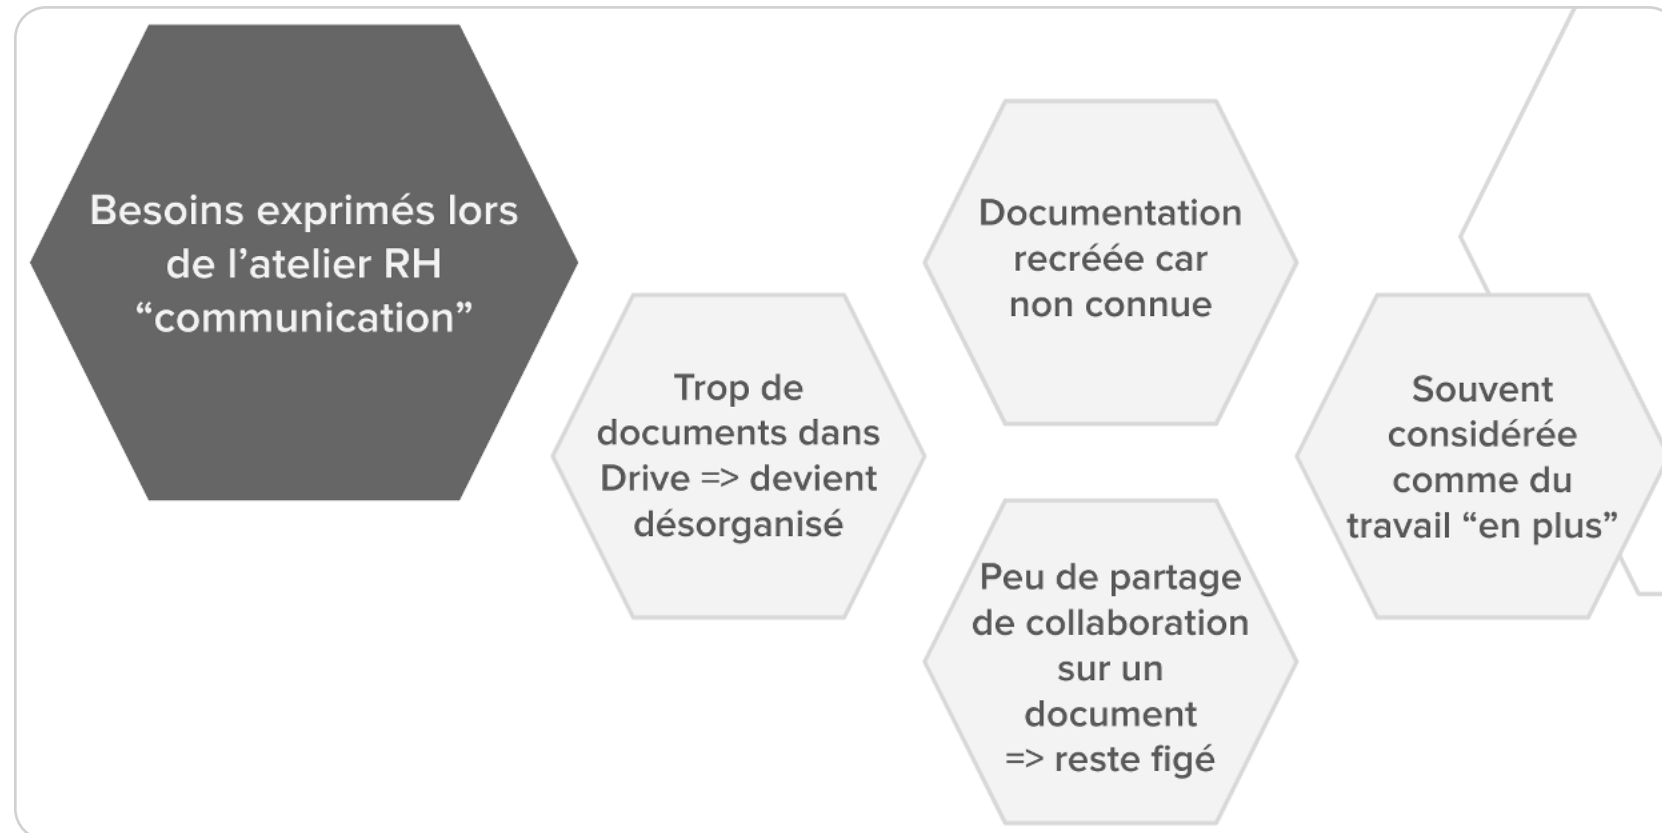 Besoins exprimés lors
de l’atelier RH
“communication”
Trop de
documents dans
Drive => devient
désorganisé
Documentation
recréée car
non connue
Peu de partage
de collaboration
sur un
document
=> reste figé
Souvent
considérée
comme du
travail “en plus”